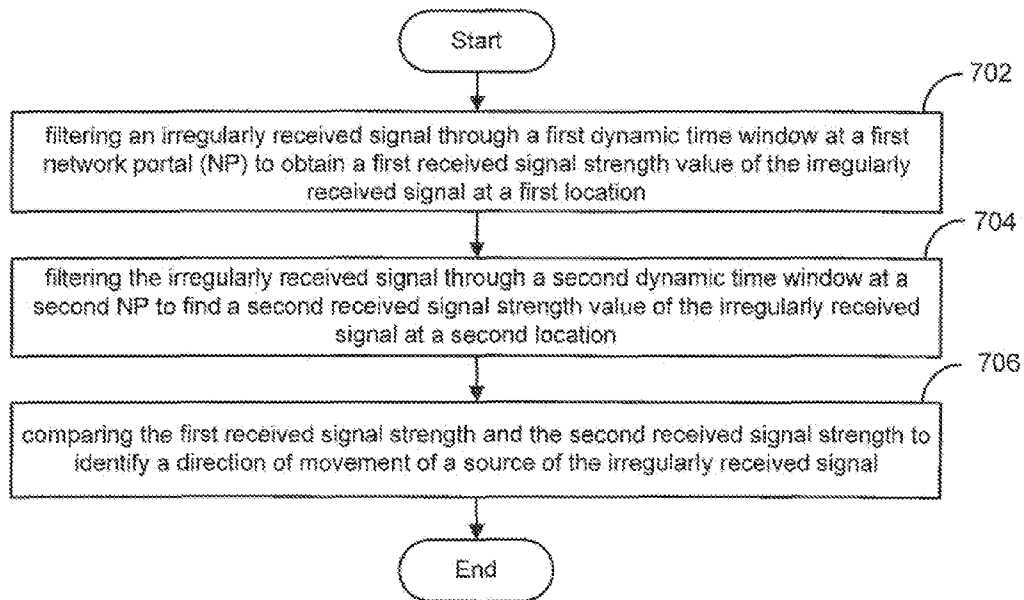 Start
702
filtering an irregularly received signal through a first dynamic time window at a first
network portal (NP) to obtain a first received signal strength value of the irregularly
received signal at a first location
704
filtering the irregularly received signal through a second dynamic time window at a
second NP to find a second received signal strength value of the irregularly received
signal at a second location
706
comparing the first received signal strength and the second received signal strength to
identify a direction of movement of a source of the irregularly received signal
End